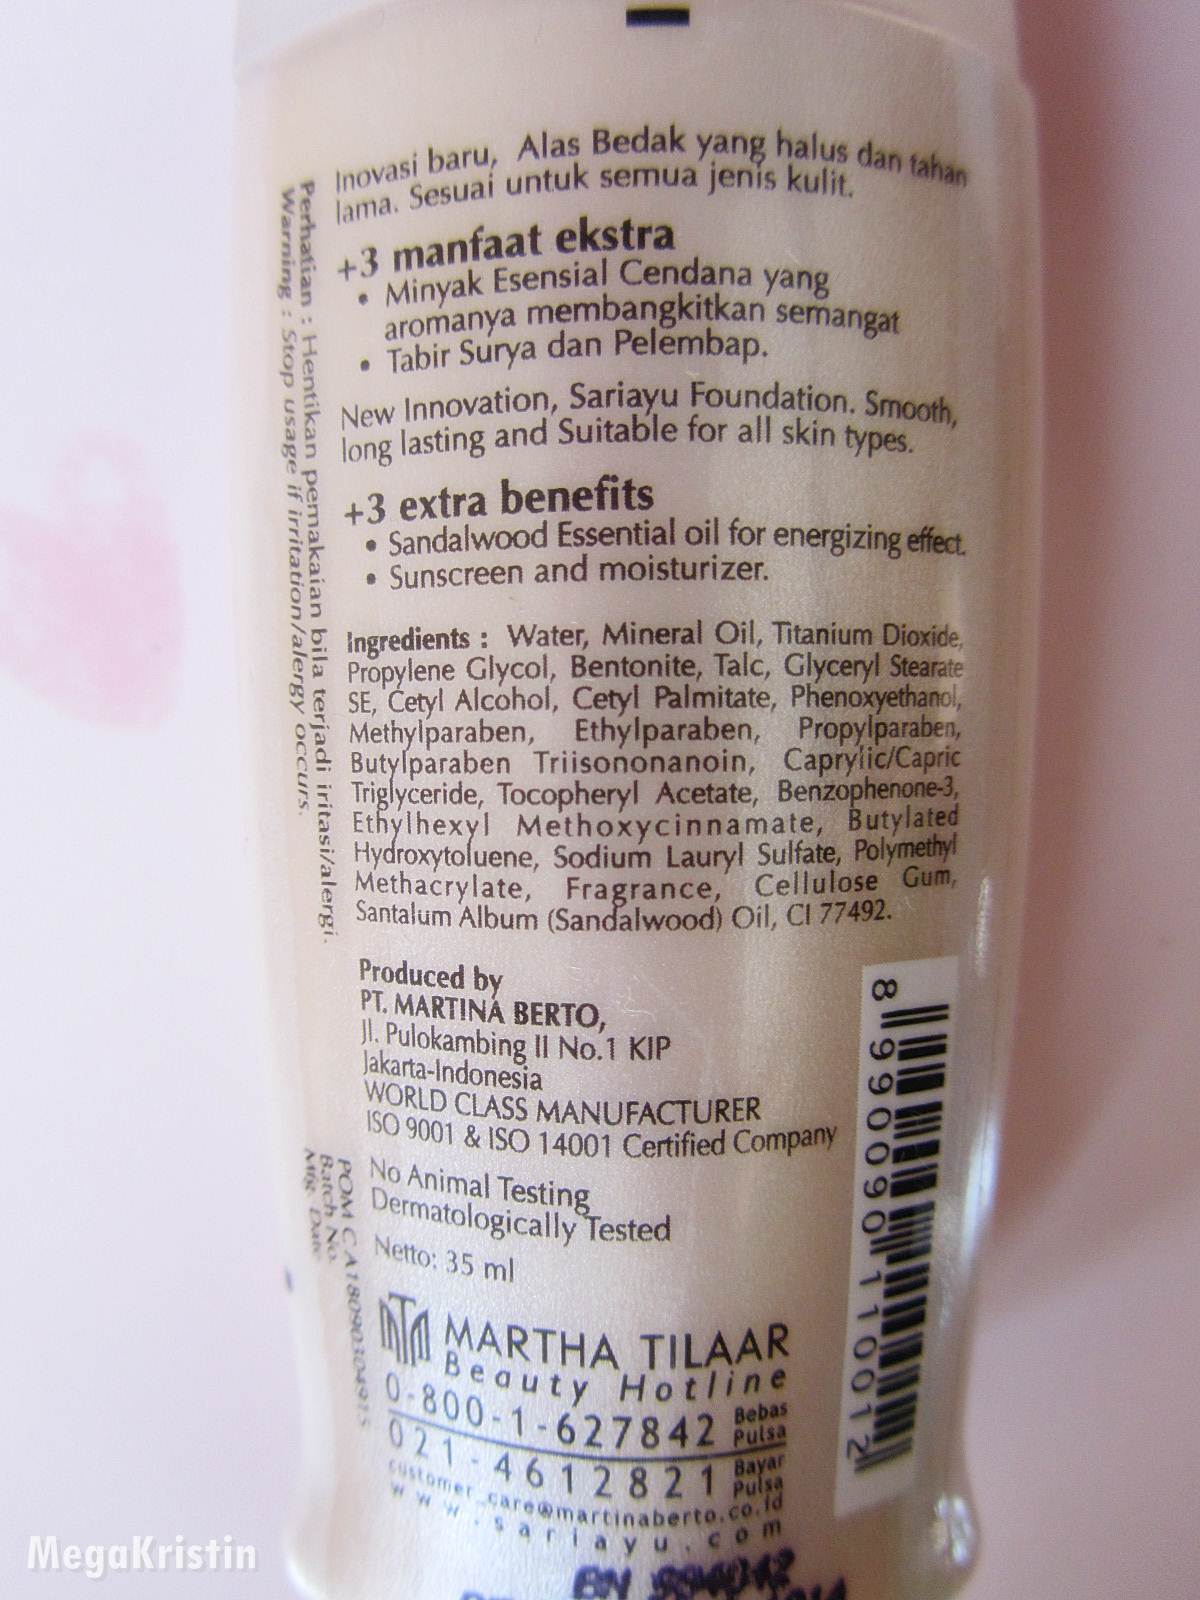 Inovasi baru, Alas Bedak yang halus dan tahan
lama. Sesuai untuk semua jenis kulit.
+3 manfaat ekstra
• Minyak Esensial Cendana yang
aromanya membangkitkan semangat
• Tabir Surya dan Pelembap.
New Innovation, Sariayu Foundation. Smooth,
long lasting and Suitable for all skin types.
+3 extra benefits
• Sandalwood Essential oil for energizing effect.
• Sunscreen and moisturizer.
Ingredients : Water, Mineral Oil, Titanium Dioxide,
Propylene Glycol, Bentonite, Talc, Glyceryl Stearate
SE, Cetyl Alcohol, Cetyl Palmitate, Phenoxyethanol,
Methylparaben, Ethylparaben, Propylparaben,
Butylparaben Triisononanoin, Caprylic/Capric
Triglyceride, Tocopheryl Acetate, Benzophenone-3,
Ethylhexyl Methoxycinnamate, Butylated
Hydroxytoluene, Sodium Lauryl Sulfate, Polymethyl
Methacrylate, Fragrance, Cellulose Gum,
Santalum Album (Sandalwood) Oil, CI 77492.
Produced by
PT. MARTINA BERTO,
Jl. Pulokambing II No.1 KIP
Jakarta-Indonesia
WORLD CLASS MANUFACTURER
ISO 9001 & ISO 14001 Certified Company
No Animal Testing
Dermatologically Tested
Netto: 35 ml
MARTHA TILAAR
Beauty Hotline
0-800-1-627842 Bebas Pulsa
021-4612821 Bayar Pulsa
customer_care@martinaberto.co.id
www.sariayu.com
BN
Perhatian : Hentikan pemakaian bila terjadi iritasi/alergi.
Warning : Stop usage if irritation/alergy occurs.
POM C A18090304915
Batch No.
Mfg. Date
8 990090 110012
MegaKristin